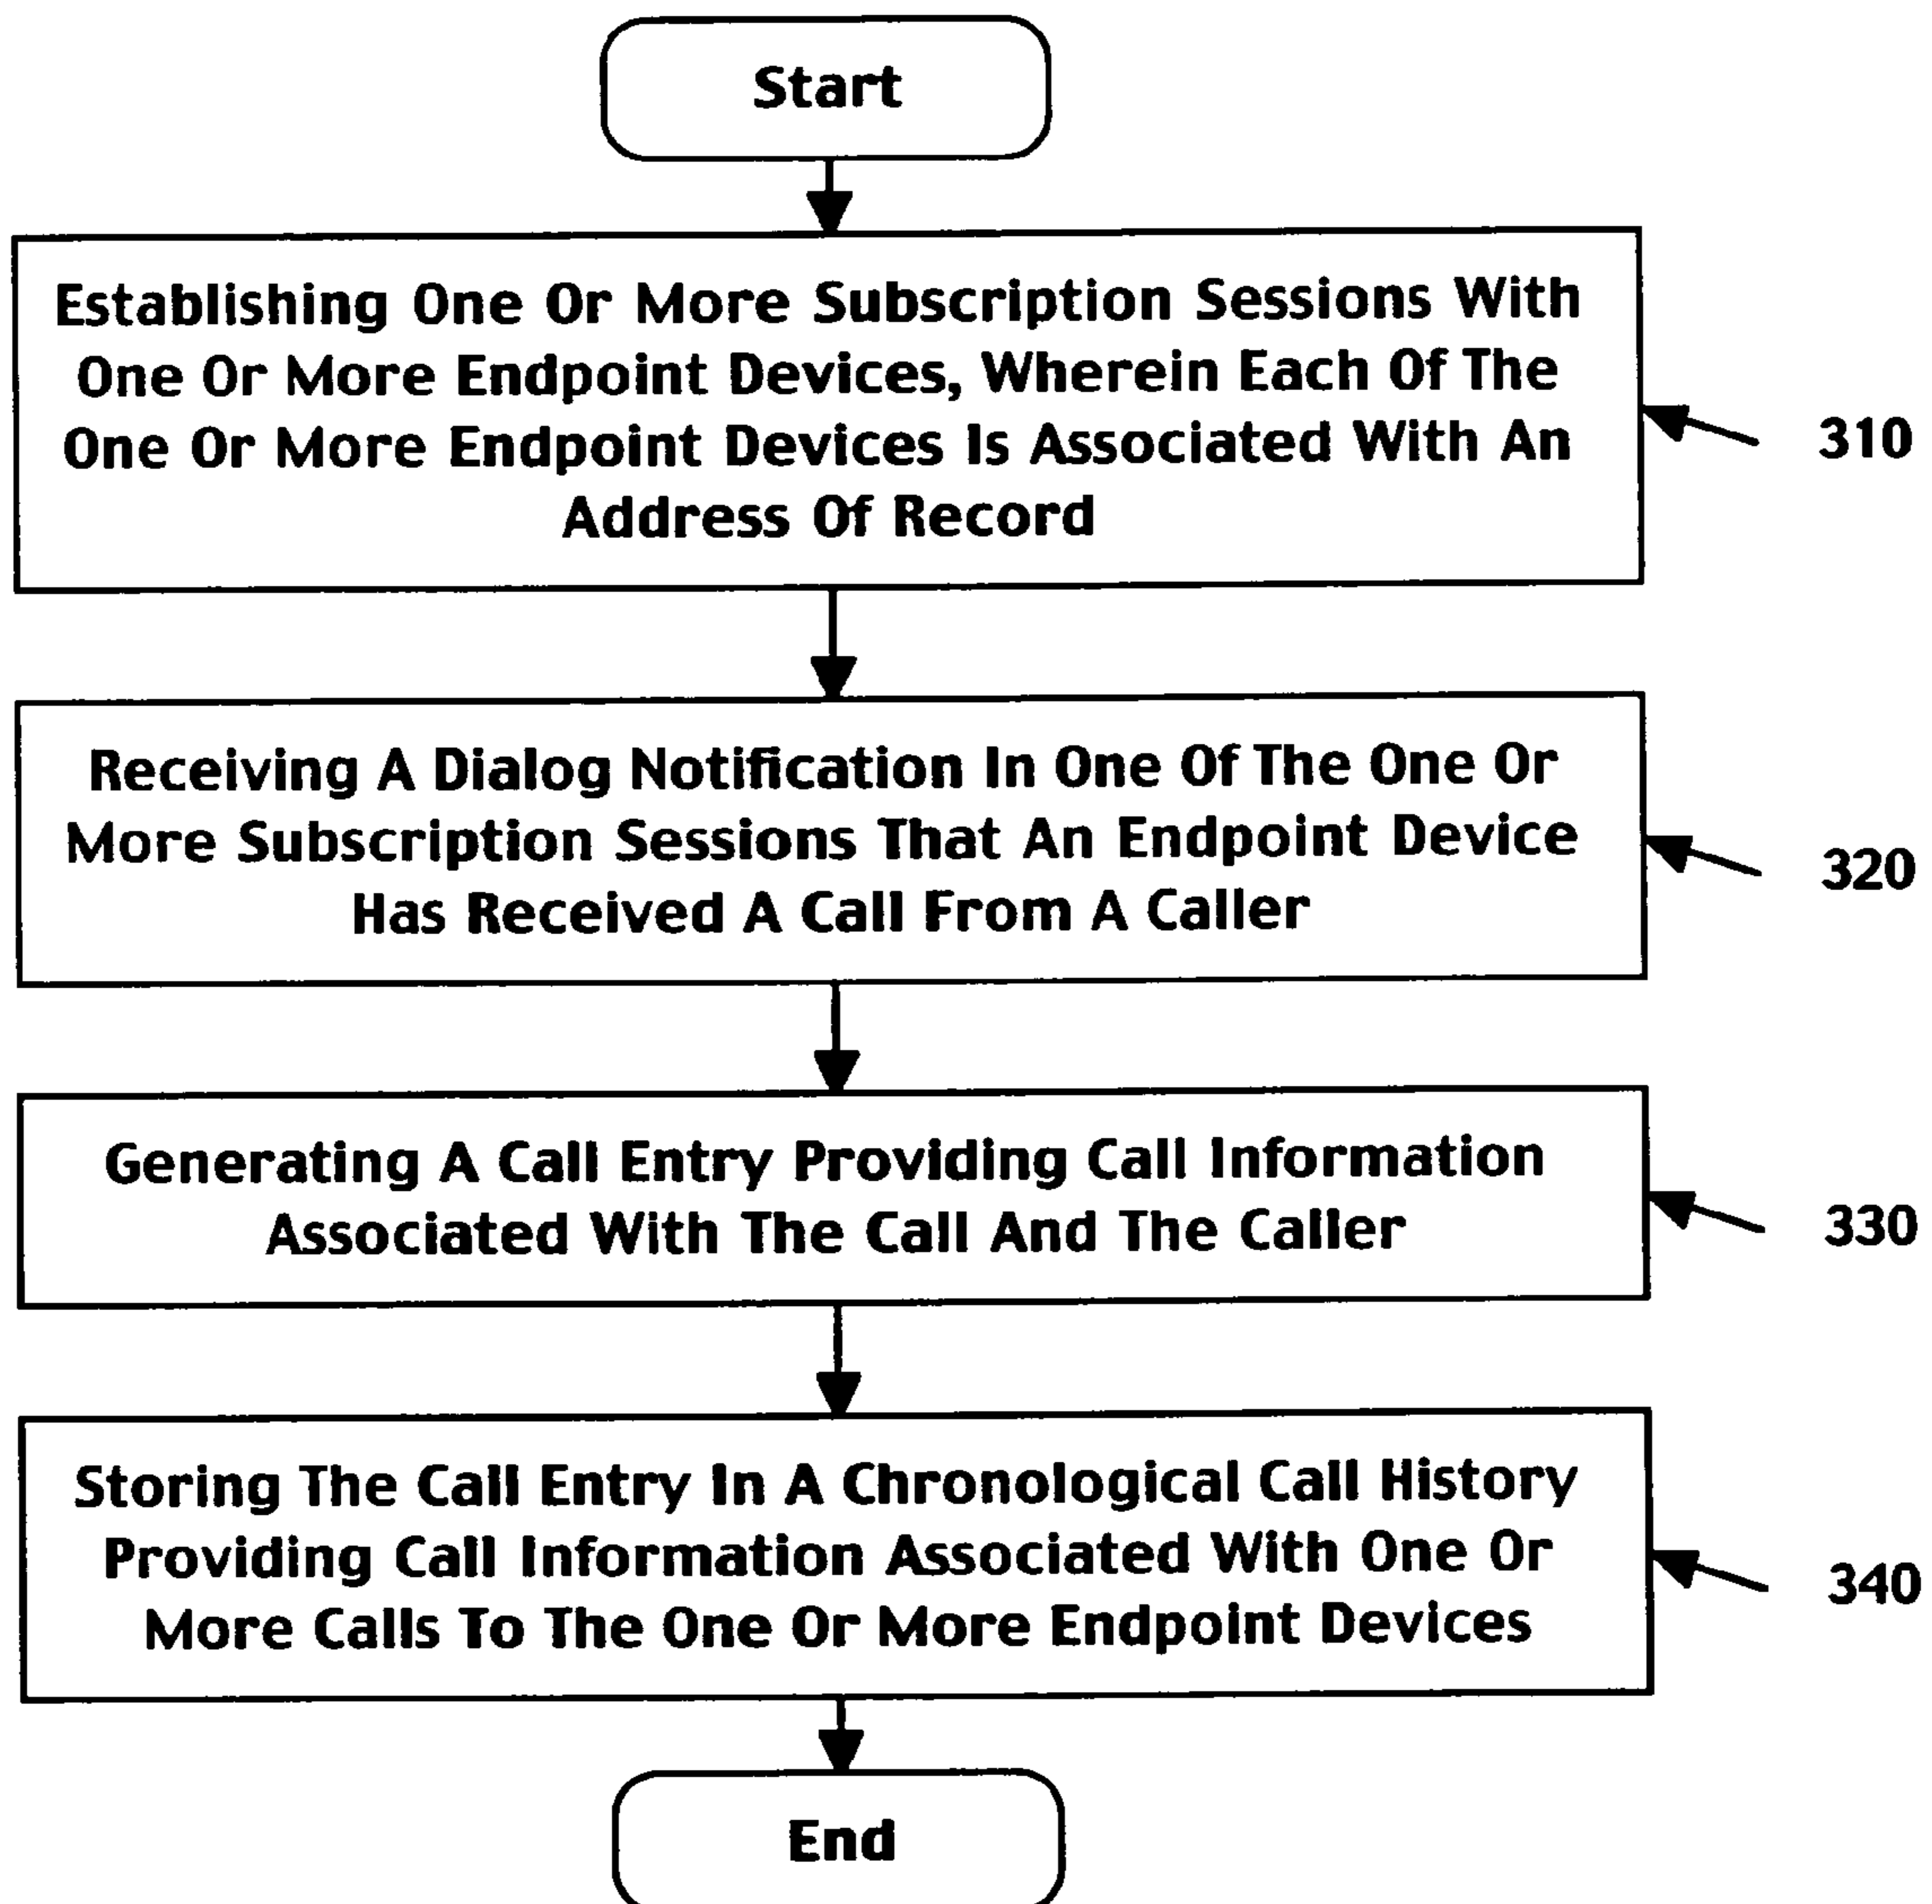 Start
Establishing One Or More Subscription Sessions With
One Or More Endpoint Devices, Wherein Each Of The
One Or More Endpoint Devices Is Associated With An
Address Of Record
310
Receiving A Dialog Notification In One Of The One Or
More Subscription Sessions That An Endpoint Device
Has Received A Call From A Caller
320
Generating A Call Entry Providing Call Information
Associated With The Call And The Caller
330
Storing The Call Entry In A Chronological Call History
Providing Call Information Associated With One Or
More Calls To The One Or More Endpoint Devices
340
End